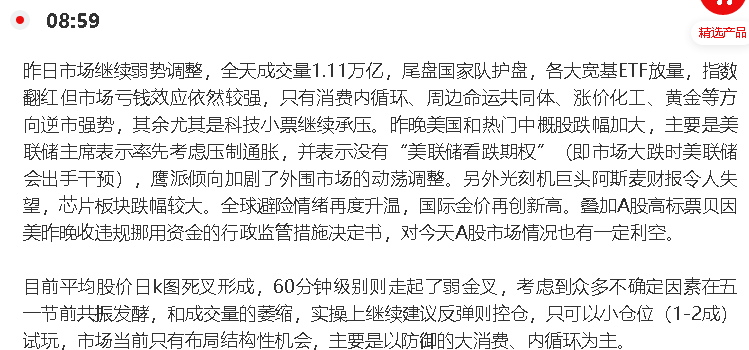 08:59
精选产品
昨日市场继续弱势调整，全天成交量1.11万亿，尾盘国家队护盘，各大宽基ETF放量，指数
翻红但市场亏钱效应依然较强，只有消费内循环、周边命运共同体、涨价化工、黄金等方
向逆市强势，其余尤其是科技小票继续承压。昨晚美国和热门中概股跌幅加大，主要是美
联储主席表示率先考虑压制通胀，并表示没有“美联储看跌期权”（即市场大跌时美联储
会出手干预），鹰派倾向加剧了外围市场的动荡调整。另外光刻机巨头阿斯麦财报令人失
望，芯片板块跌幅较大。全球避险情绪再度升温，国际金价再创新高。叠加A股高标票贝因
美昨晚收违规挪用资金的行政监管措施决定书，对今天A股市场情况也有一定利空。
目前平均股价日k图死叉形成，60分钟级别则走起了弱金叉，考虑到众多不确定因素在五
一节前共振发酵，和成交量的萎缩，实操上继续建议反弹则控仓，只可以小仓位（1-2成）
试玩，市场当前只有布局结构性机会，主要是以防御的大消费、内循环为主。